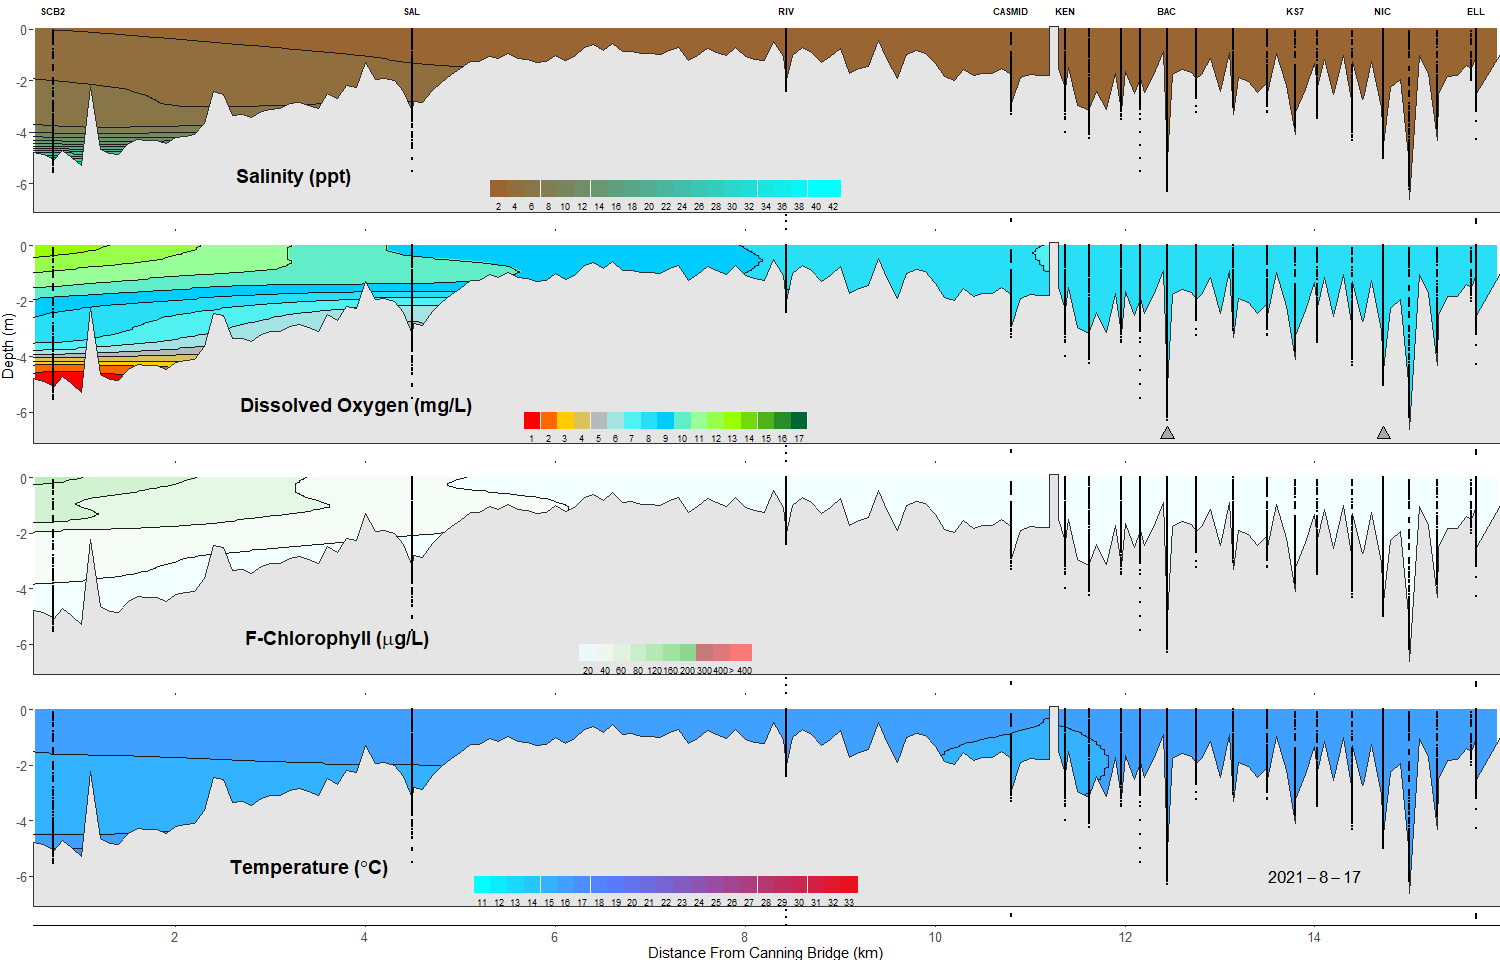 SCB2 SAL RIV CASMID KEN BAC KS7 NIC ELL
0
-2
-4
-6
Salinity (ppt)
2 4 6 8 10 12 14 16 18 20 22 24 26 28 30 32 34 36 38 40 42
0
-2
-4
-6
Dissolved Oxygen (mg/L)
1 2 3 4 5 6 7 8 9 10 11 12 13 14 15 16 17
Depth (m)
0
-2
-4
-6
F-Chlorophyll (μg/L)
20 40 60 80 120 160 200 300 400 > 400
0
-2
-4
-6
Temperature (°C)
11 12 13 14 15 16 17 18 19 20 21 22 23 24 25 26 27 28 29 30 31 32 33
2021 – 8 – 17
2 4 6 8 10 12 14
Distance From Canning Bridge (km)